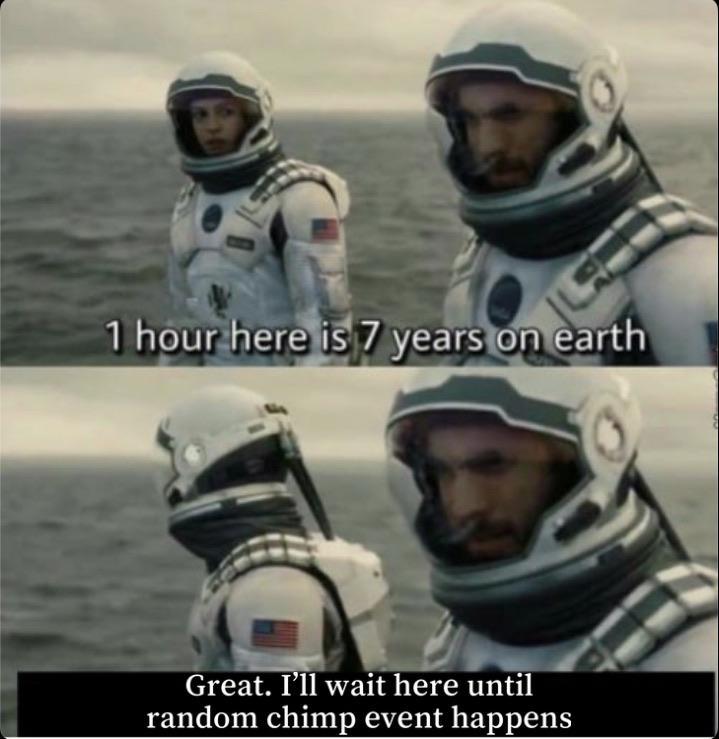 1 hour here is 7 years on earth
Great. I’ll wait here until
random chimp event happens